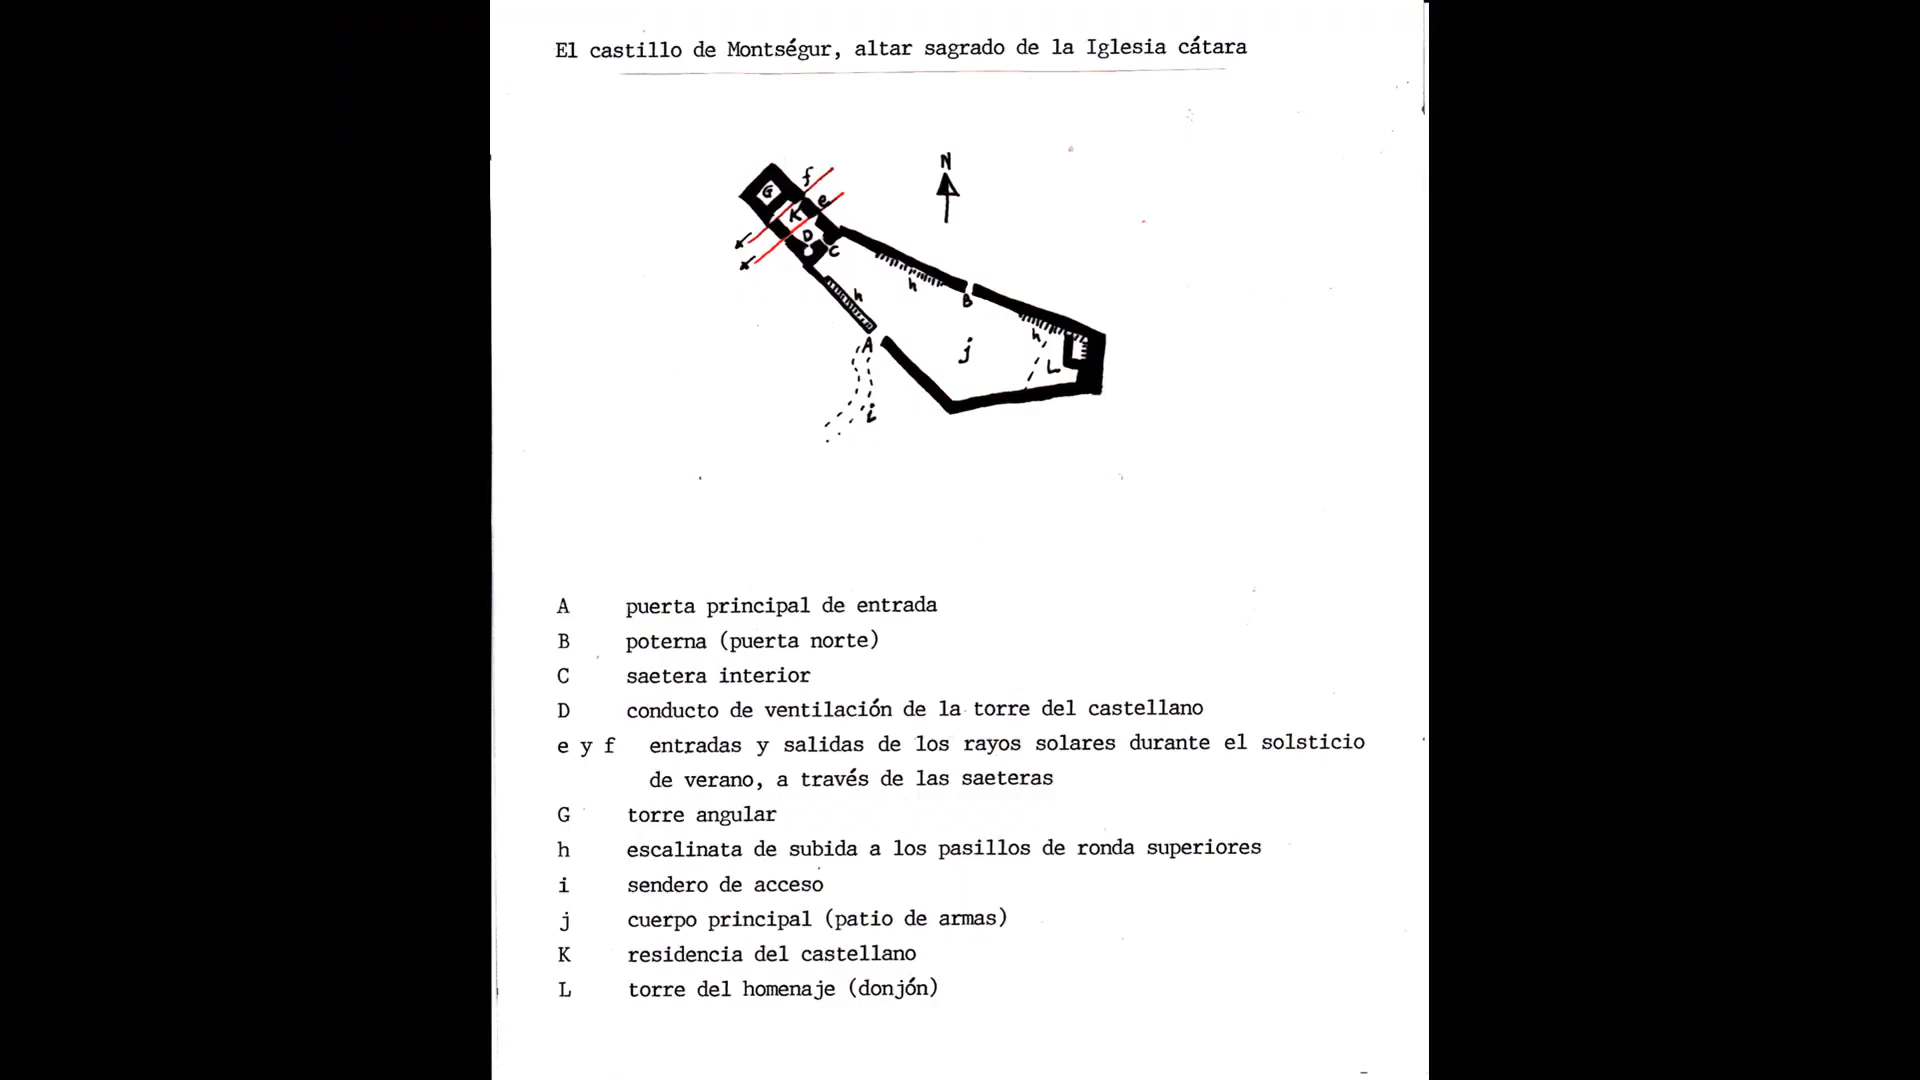 El castillo de Montségur, altar sagrado de la Iglesia cátara
N
G
f
e
K
D
C
h
h
B
h
A
j
L
i
A puerta principal de entrada
B poterna (puerta norte)
C saetera interior
D conducto de ventilación de la torre del castellano
e y f entradas y salidas de los rayos solares durante el solsticio
de verano, a través de las saeteras
G torre angular
h escalinata de subida a los pasillos de ronda superiores
i sendero de acceso
j cuerpo principal (patio de armas)
K residencia del castellano
L torre del homenaje (donjón)